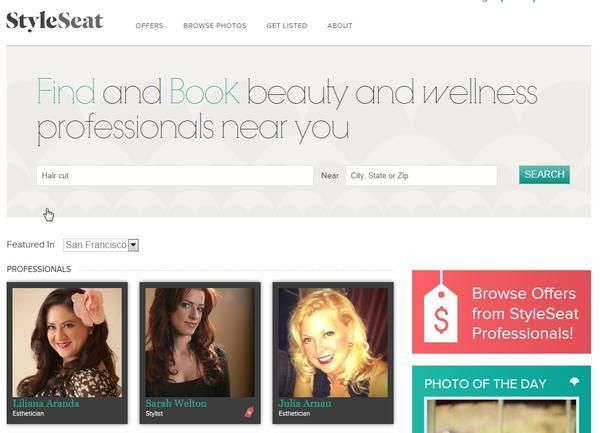 StyleSeat
OFFERS BROWSE PHOTOS GET LISTED ABOUT
Find and Book beauty and wellness
professionals near you
Hair cut Near City, State or Zip SEARCH
Featured In San Francisco
PROFESSIONALS
Liliana Aranda
Esthetician
Sarah Welton
Stylist
Julia Arnau
Esthetician
Browse Offers
from StyleSeat
Professionals!
$
PHOTO OF THE DAY